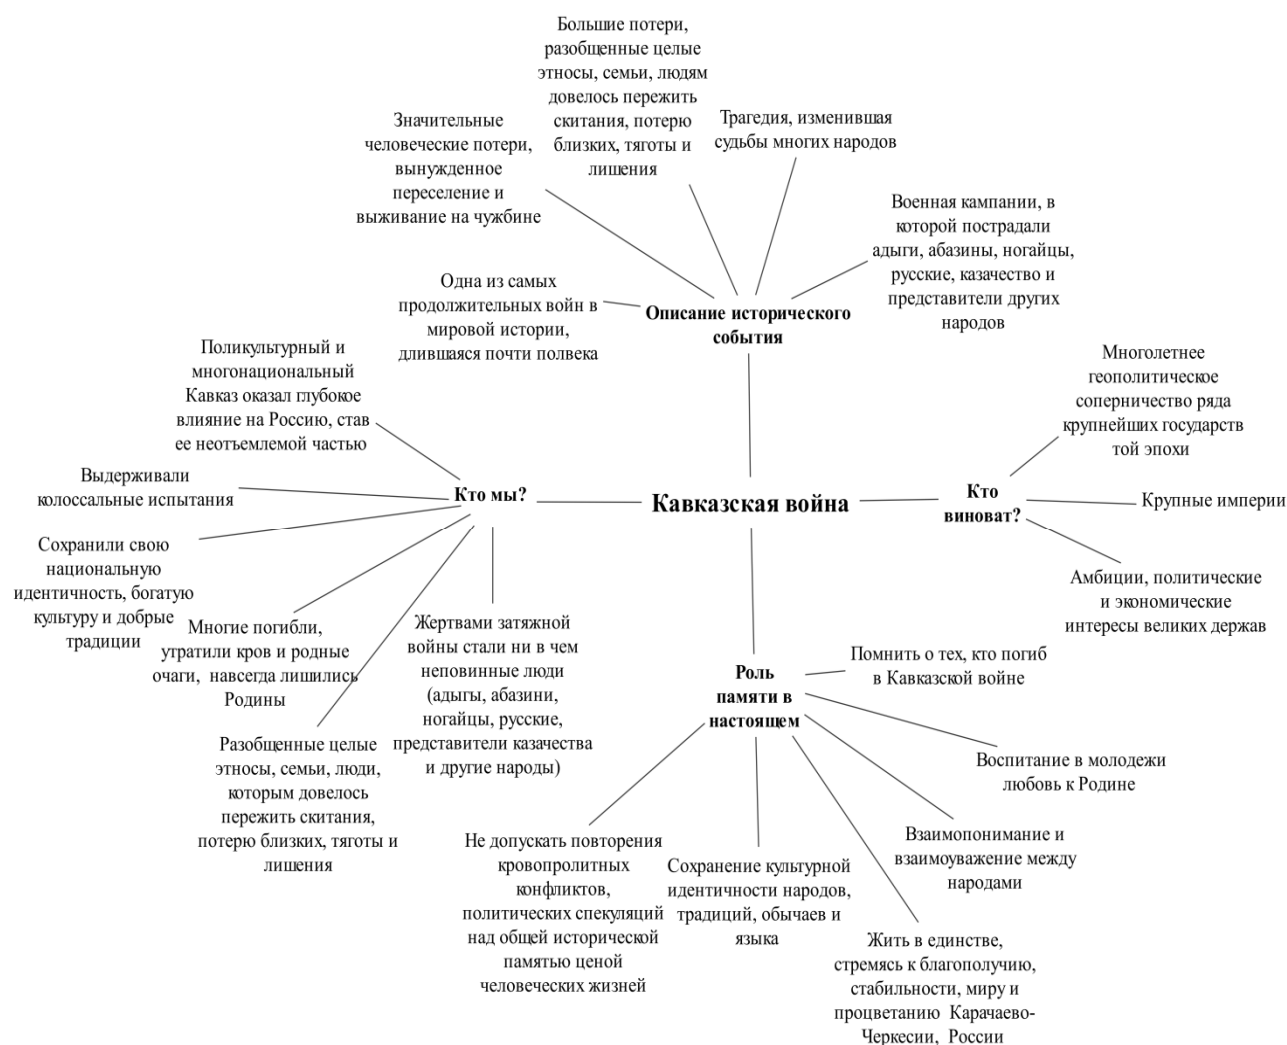 Большие потери,
разобщенные целые
этносы, семьи, людям
довелось пережить
скитания, потерю
близких, тяготы и
лишения
Значительные
человеческие потери,
вынужденное
переселение и
выживание на чужбине
Трагедия, изменившая
судьбы многих народов
Военная кампании, в
которой пострадали
адыги, абазины, ногайцы,
русские, казачество и
представители других
народов
Одна из самых
продолжительных войн в
мировой истории,
длившаяся почти полвека
Описание исторического
события
Поликультурный и
многонациональный
Кавказ оказал глубокое
влияние на Россию, став
ее неотъемлемой частью
Выдерживали
колоссальные испытания
Сохранили свою
национальную
идентичность, богатую
культуру и добрые
традиции
Многие погибли,
утратили кров и родные
очаги, навсегда лишились
Родины
Разобщенные целые
этносы, семьи, люди,
которым довелось
пережить скитания,
потерю близких, тяготы и
лишения
Жертвами затяжной
войны стали ни в чем
неповинные люди
(адыгы, абазини,
ногайцы, русские,
представители казачества
и другие народы)
Кто мы?
Кавказская война
Кто
виноват?
Многолетнее
геополитическое
соперничество ряда
крупнейших государств
той эпохи
Крупные империи
Амбиции, политические
и экономические
интересы великих держав
Роль
памяти в
настоящем
Помнить о тех, кто погиб
в Кавказской войне
Воспитание в молодежи
любовь к Родине
Взаимопонимание и
взаимоуважение между
народами
Жить в единстве,
стремясь к благополучию,
стабильности, миру и
процветанию Карачаево-
Черкесии, России
Сохранение культурной
идентичности народов,
традиций, обычаев и
языка
Не допускать повторения
кровопролитных
конфликтов,
политических спекуляций
над общей исторической
памятью ценой
человеческих жизней